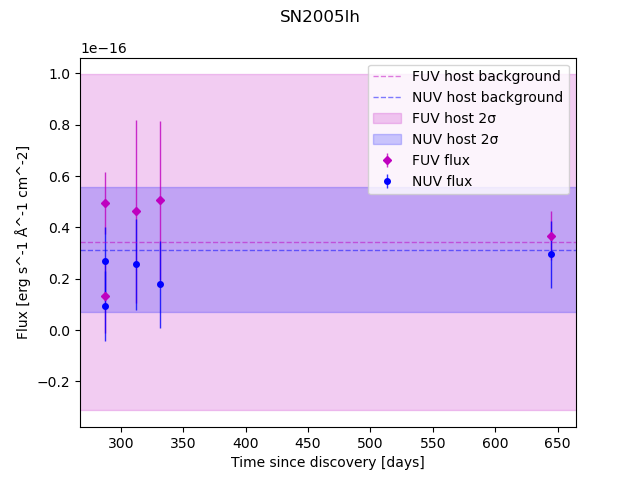 SN2005lh
1e−16
1.0
0.8
0.6
0.4
0.2
0.0
−0.2
Flux [erg s^-1 Å^-1 cm^-2]
FUV host background
NUV host background
FUV host 2σ
NUV host 2σ
FUV flux
NUV flux
300 350 400 450 500 550 600 650
Time since discovery [days]